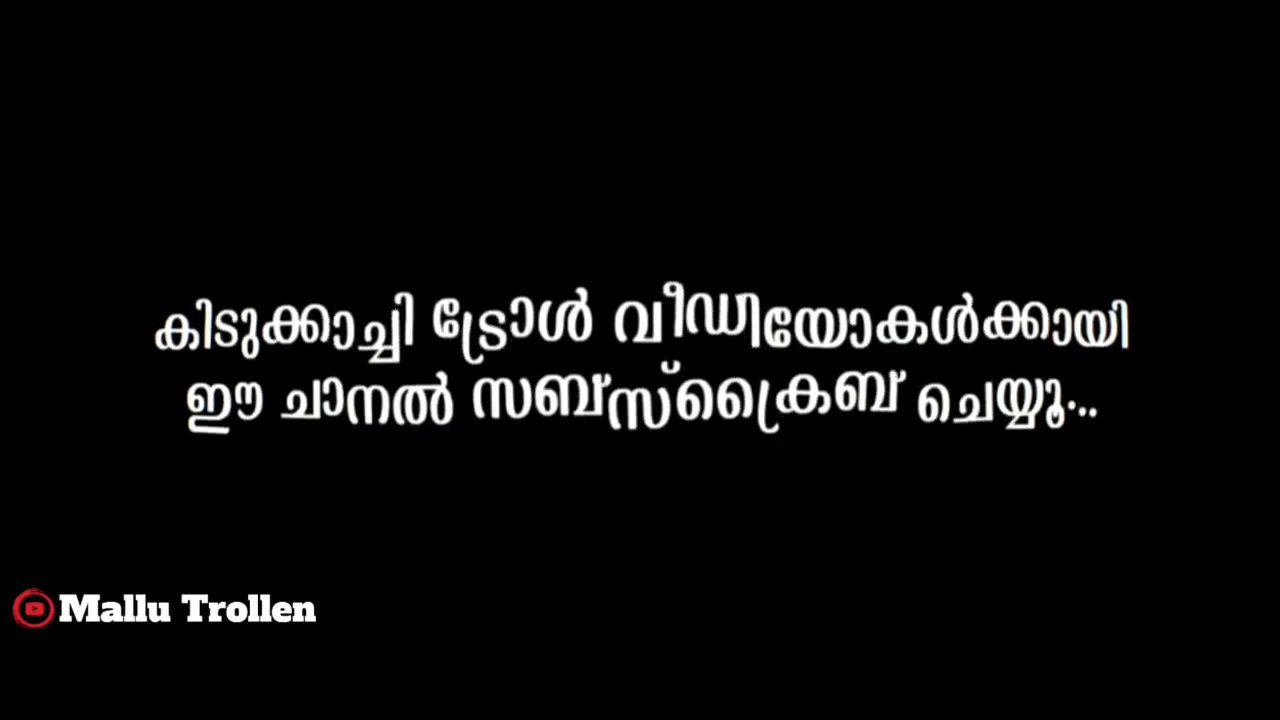 കിടുക്കാച്ചി ട്രോൾ വീഡിയോകൾക്കായി
ഈ ചാനൽ സബ്സ്ക്രൈബ് ചെയ്യൂ...
Mallu Trollen